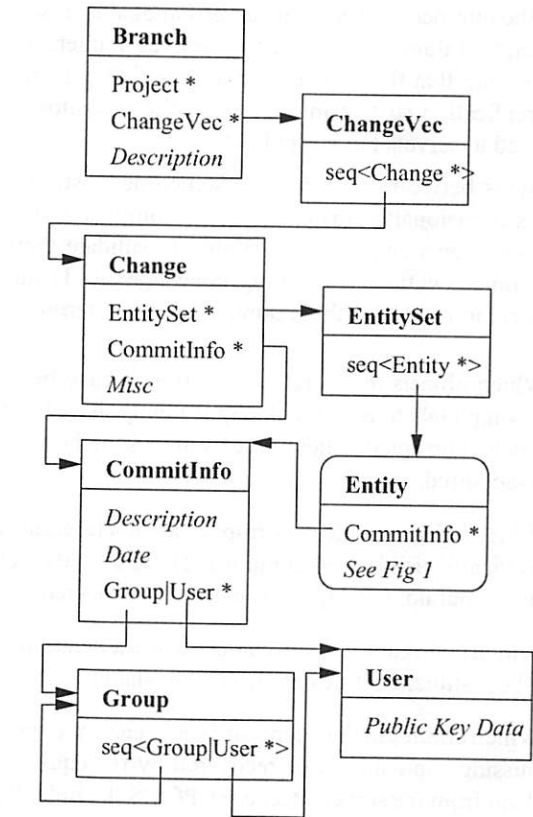 Branch
Project *
ChangeVec *
Description
ChangeVec
seq<Change *>
Change
EntitySet *
CommitInfo *
Misc
EntitySet
seq<Entity *>
CommitInfo
Description
Date
Group|User *
Entity
CommitInfo *
See Fig 1
Group
seq<Group|User *>
User
Public Key Data